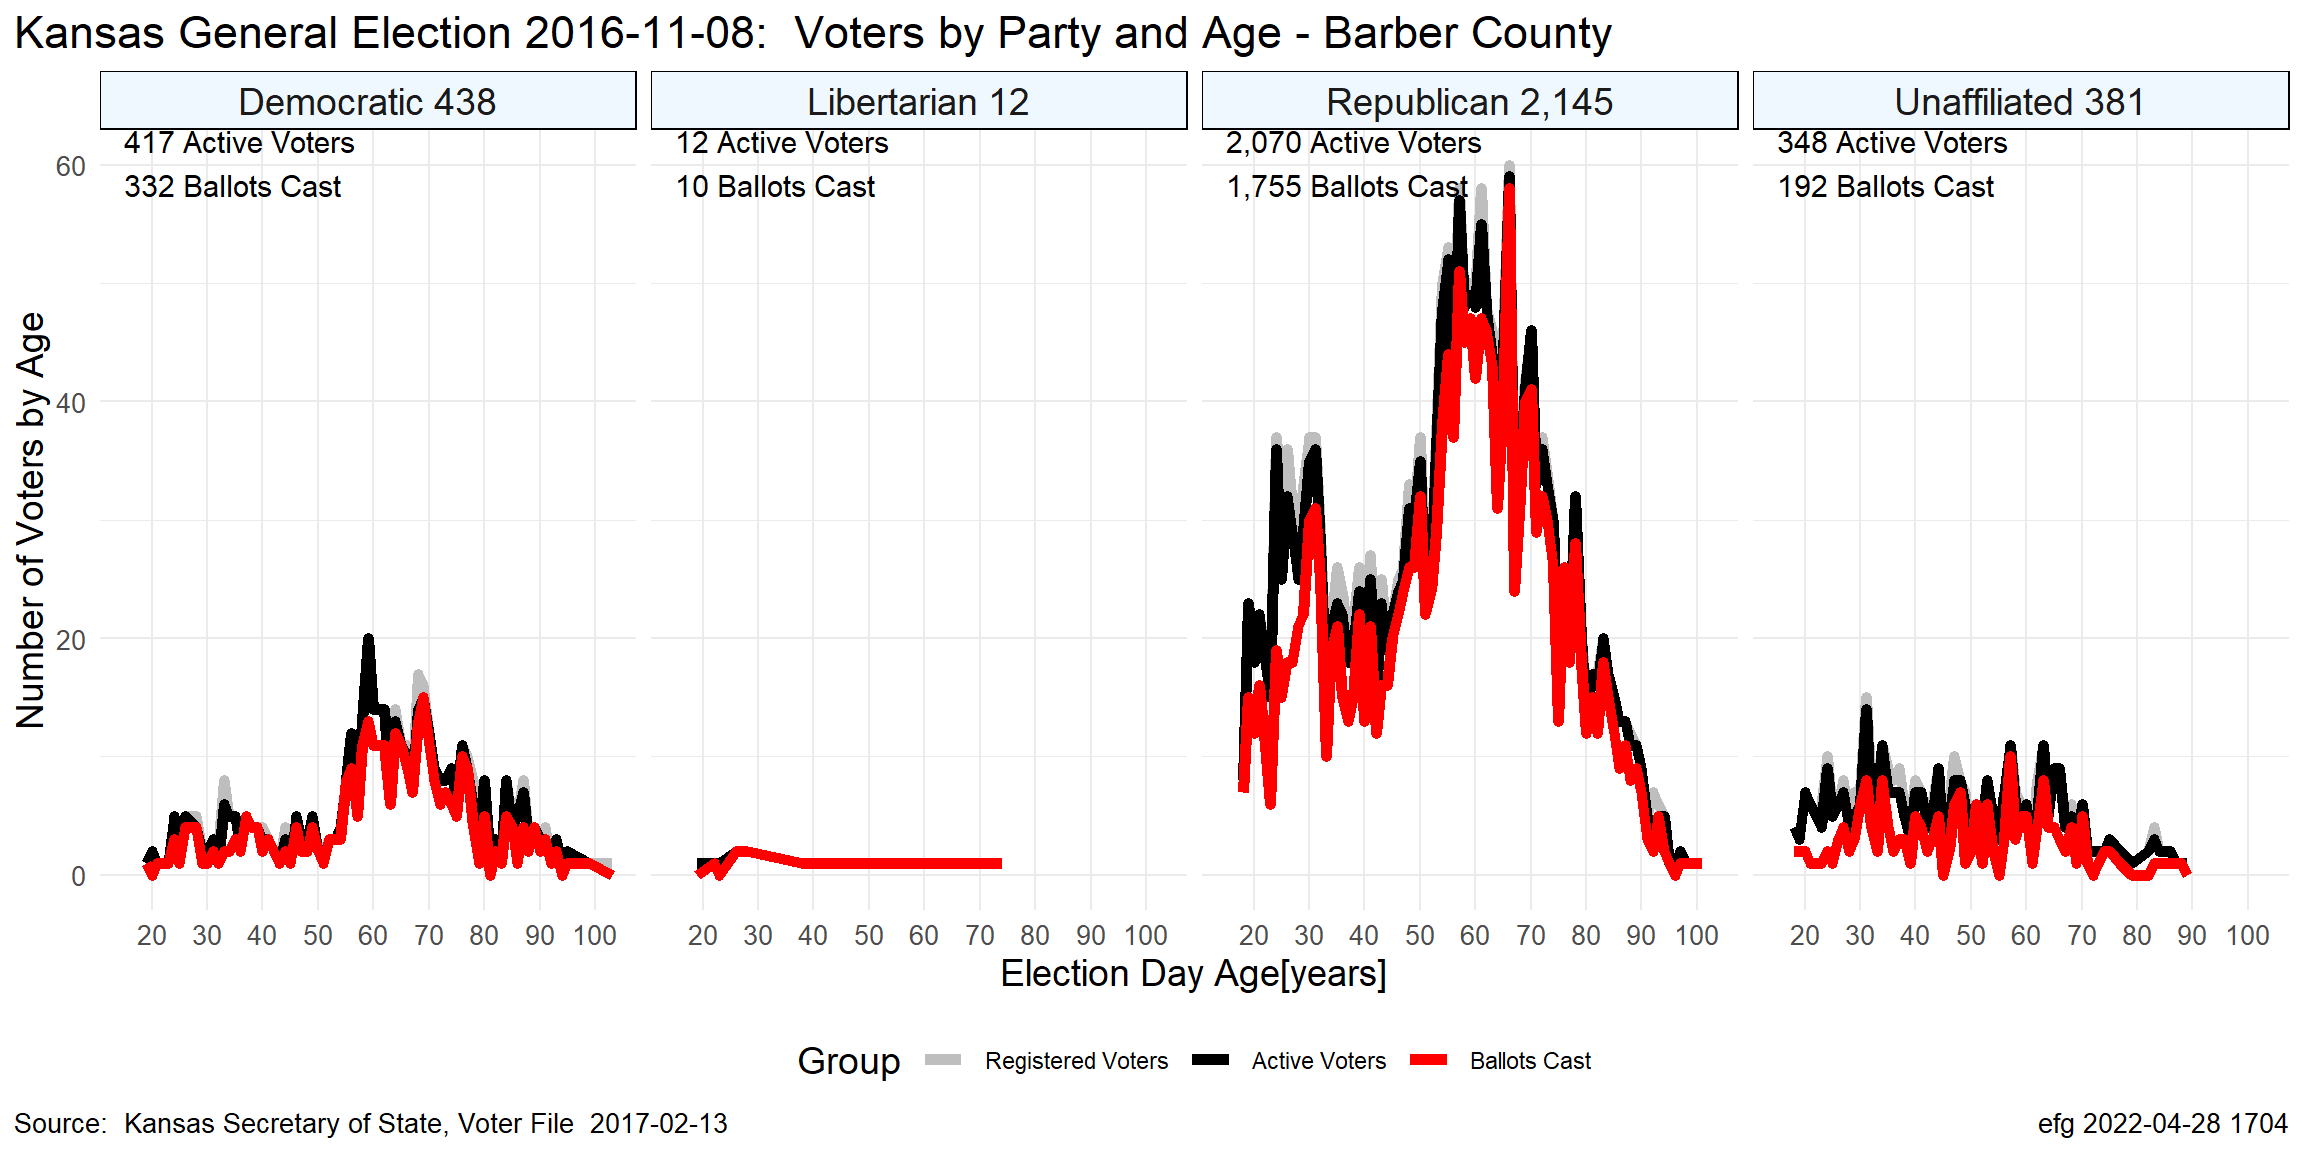 Kansas General Election 2016-11-08:  Voters by Party and Age - Barber County
Democratic 438
Libertarian 12
Republican 2,145
Unaffiliated 381
417 Active Voters
332 Ballots Cast
12 Active Voters
10 Ballots Cast
2,070 Active Voters
1,755 Ballots Cast
348 Active Voters
192 Ballots Cast
Number of Voters by Age
60
40
20
0
20 30 40 50 60 70 80 90 100
20 30 40 50 60 70 80 90 100
20 30 40 50 60 70 80 90 100
20 30 40 50 60 70 80 90 100
Election Day Age[years]
Group Registered Voters Active Voters Ballots Cast
Source:  Kansas Secretary of State, Voter File  2017-02-13
efg 2022-04-28 1704